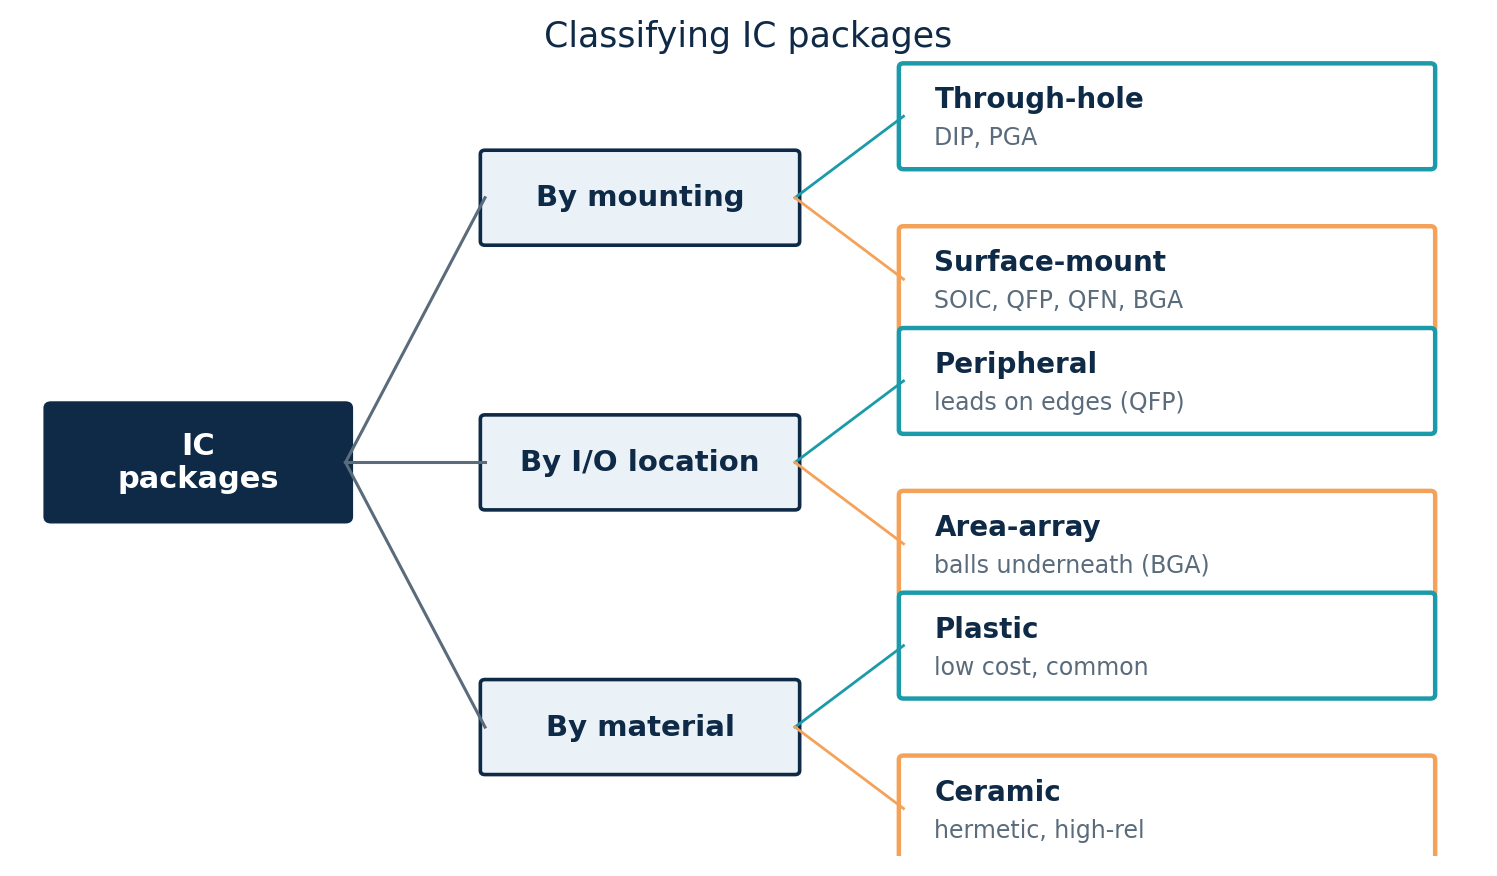 Classifying IC packages
IC
packages
By mounting
Through-hole
DIP, PGA
Surface-mount
SOIC, QFP, QFN, BGA
By I/O location
Peripheral
leads on edges (QFP)
Area-array
balls underneath (BGA)
By material
Plastic
low cost, common
Ceramic
hermetic, high-rel